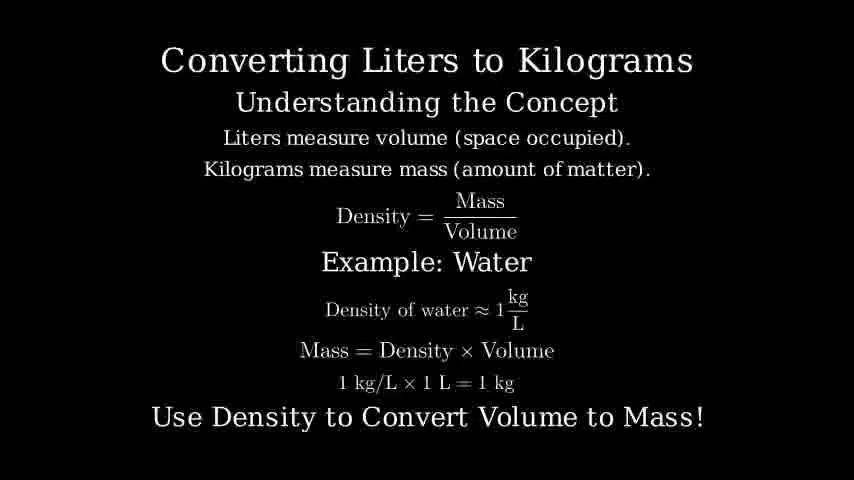 Converting Liters to Kilograms
Understanding the Concept
Liters measure volume (space occupied).
Kilograms measure mass (amount of matter).
Density = Mass / Volume
Example: Water
Density of water ≈ 1 kg / L
Mass = Density × Volume
1 kg/L × 1 L = 1 kg
Use Density to Convert Volume to Mass!